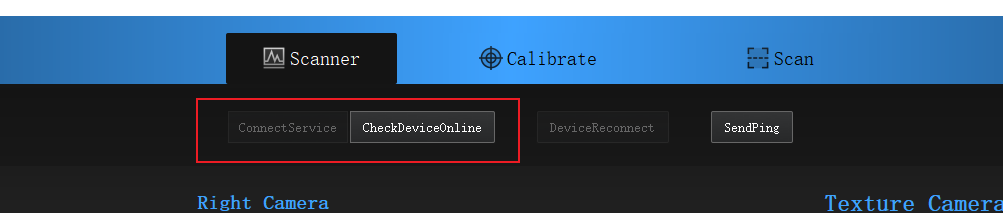 Scanner Calibrate Scan
ConnectService CheckDeviceOnline DeviceReconnect SendPing
Right Camera Texture Camera